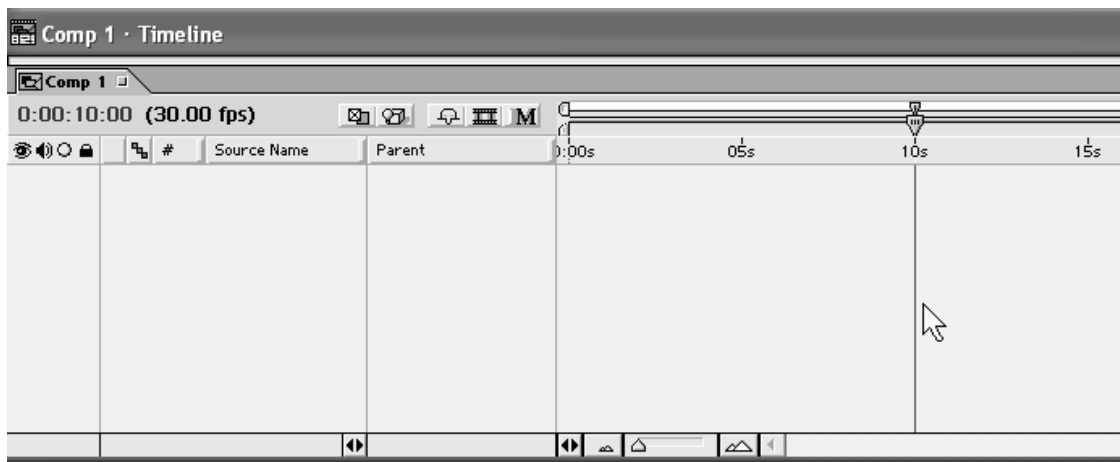 Comp 1 · Timeline
Comp 1
0:00:10:00 (30.00 fps) M
# Source Name Parent ):00s 05s 10s 15s